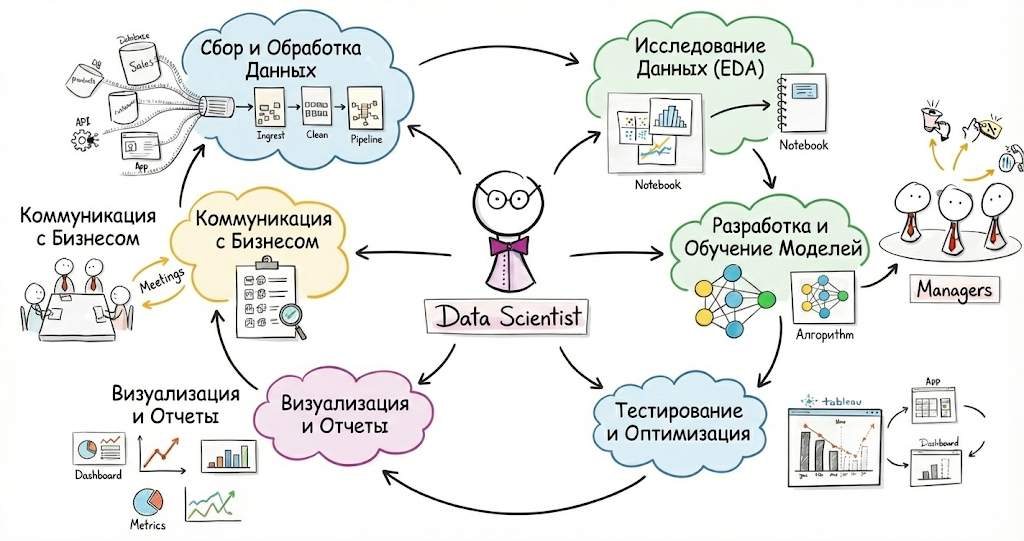 Сбор и Обработка
Данных
Database
Sales
DB
products
API
App
Ingest
Clean
Pipeline
Исследование
Данных (EDA)
Notebook
Notebook
Коммуникация
с Бизнесом
Meetings
Коммуникация
с Бизнесом
Data Scientist
Разработка и
Обучение Моделей
Алгоритм
Managers
Визуализация
и Отчеты
Dashboard
Metrics
Визуализация
и Отчеты
Тестирование
и Оптимизация
tableau
App
Dashboard